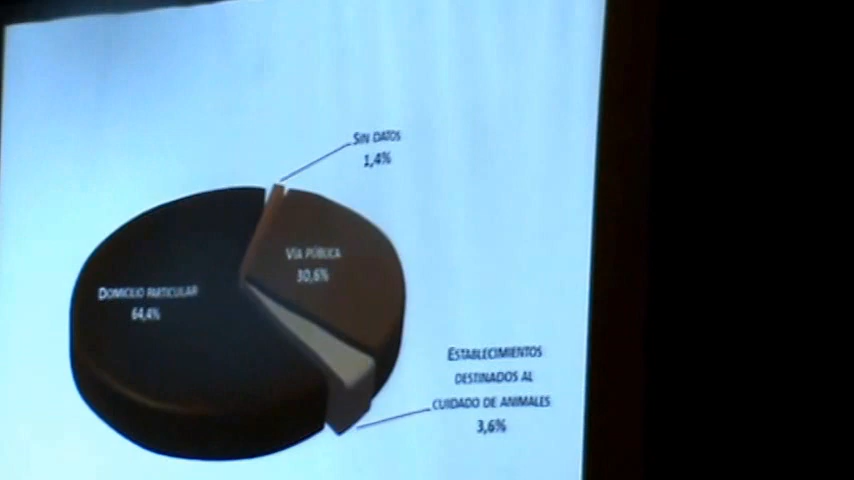 SIN DATOS
1,4%
VÍA PÚBLICA
30,6%
DOMICILIO PARTICULAR
64,4%
ESTABLECIMIENTOS
DESTINADOS AL
CUIDADO DE ANIMALES
3,6%